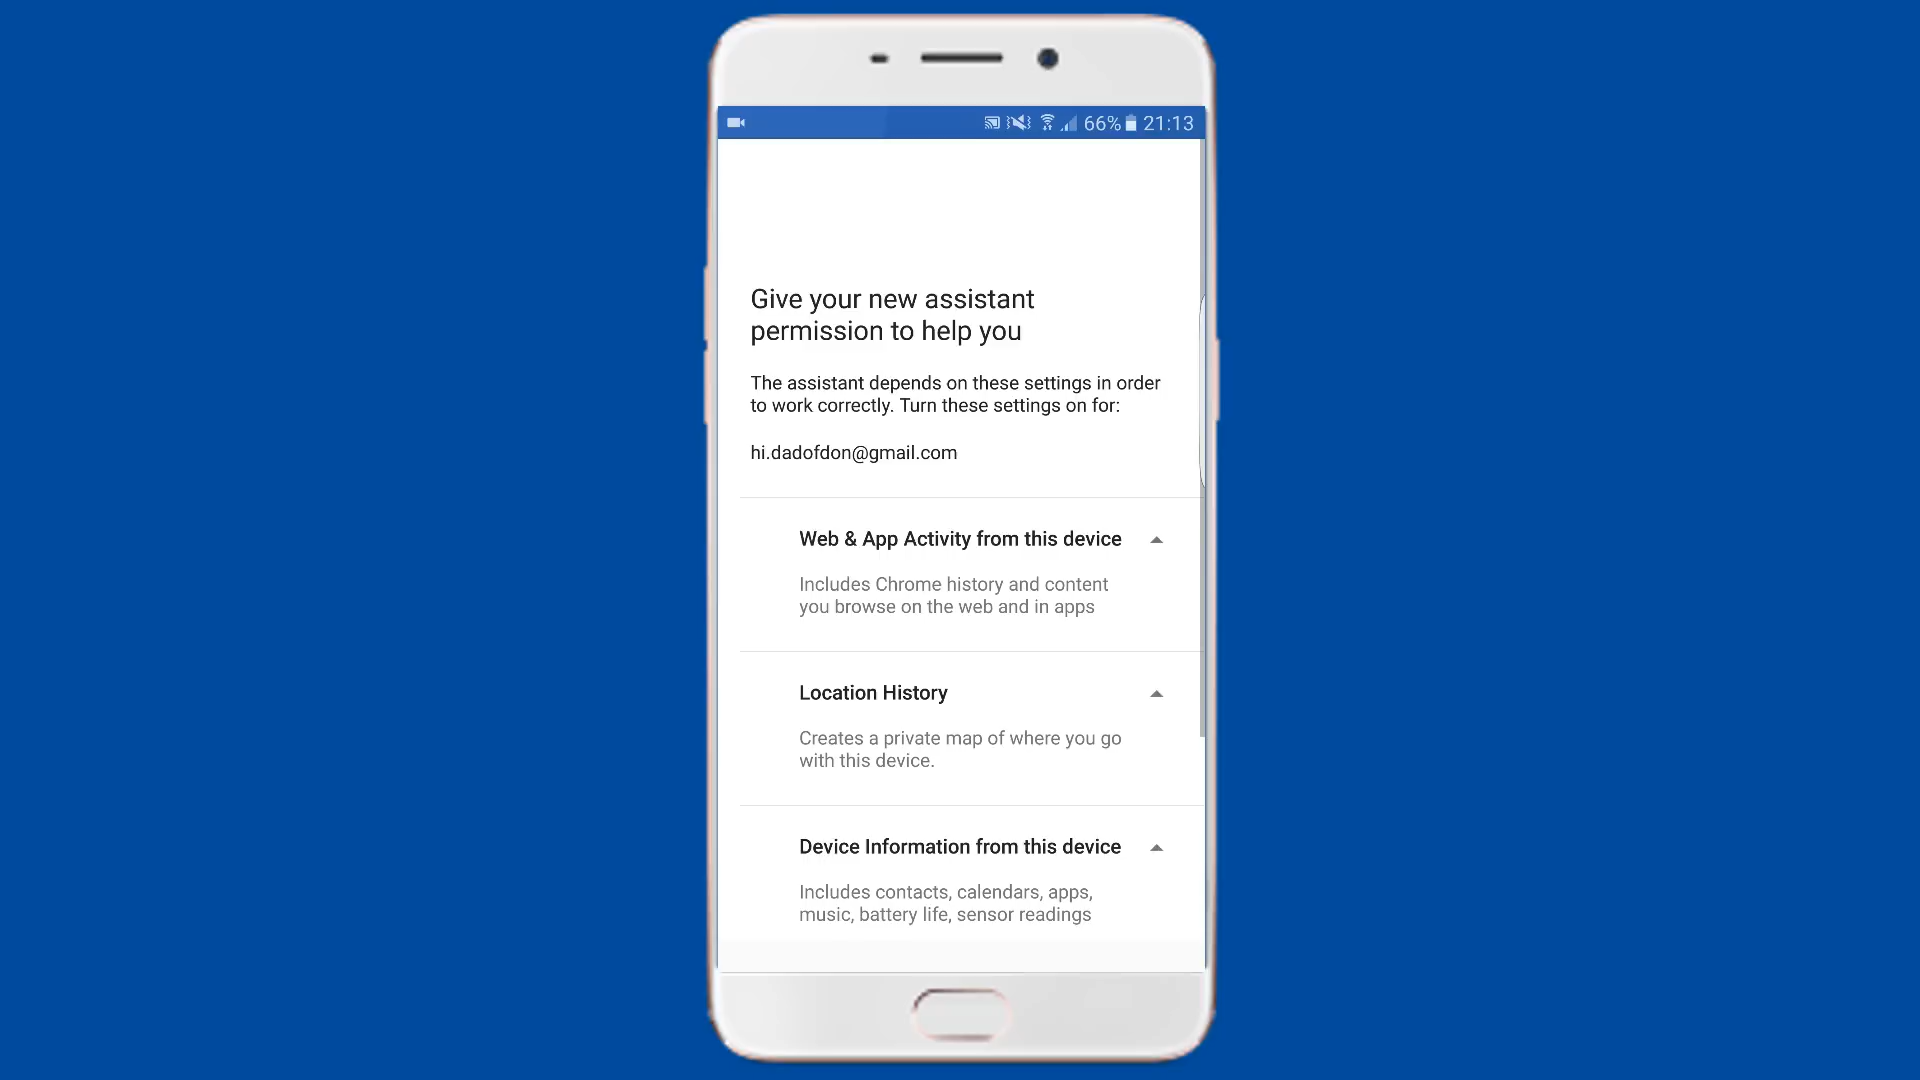 66% 21:13
Give your new assistant
permission to help you
The assistant depends on these settings in order
to work correctly. Turn these settings on for:
hi.dadofdon@gmail.com
Web & App Activity from this device
Includes Chrome history and content
you browse on the web and in apps
Location History
Creates a private map of where you go
with this device.
Device Information from this device
Includes contacts, calendars, apps,
music, battery life, sensor readings